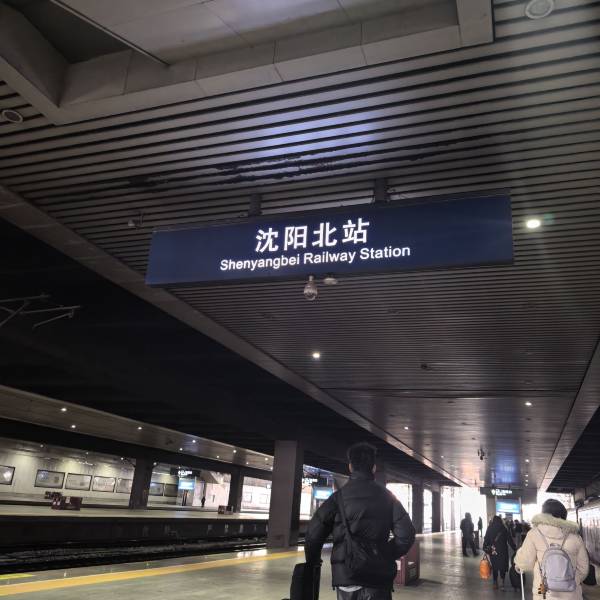 沈阳北站
Shenyangbei Railway Station